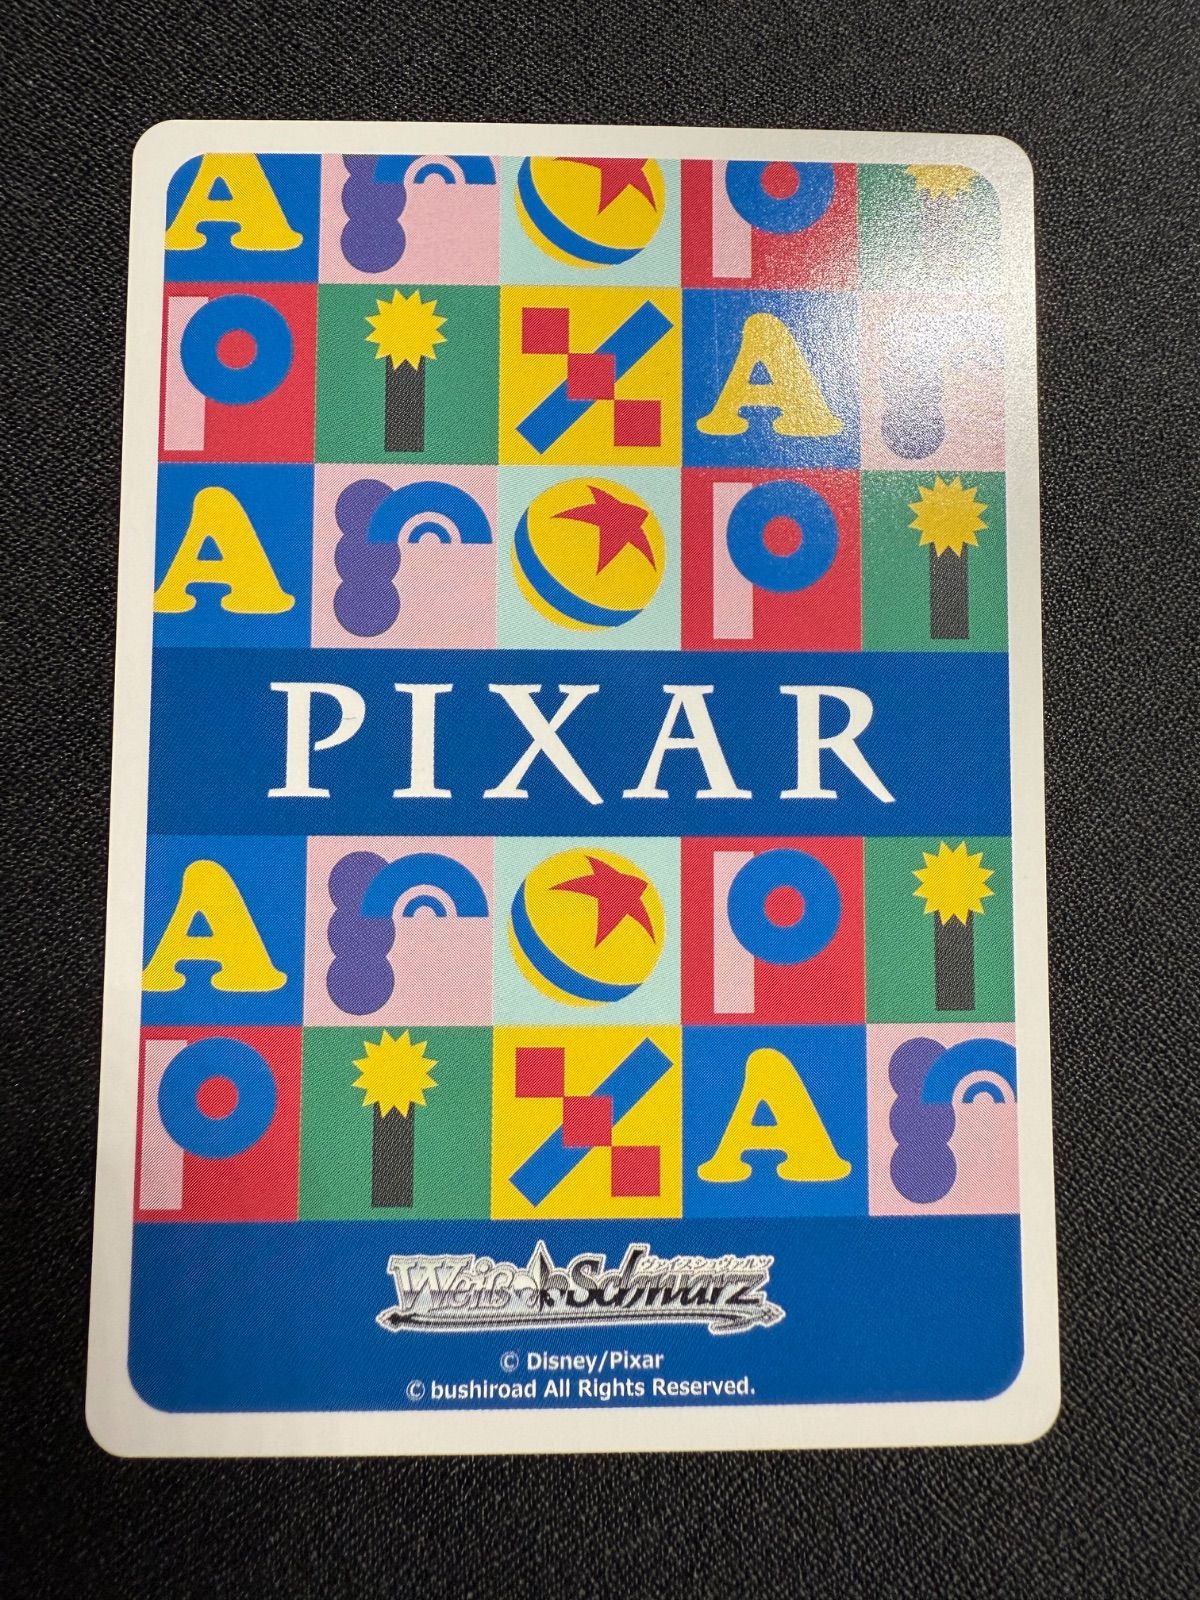 A r P i
P i X A r
A r P i
PIXAR
A r P i
P i X A r
ヴァイスシュヴァルツ
Weiß Schwarz
© Disney/Pixar
© bushiroad All Rights Reserved.